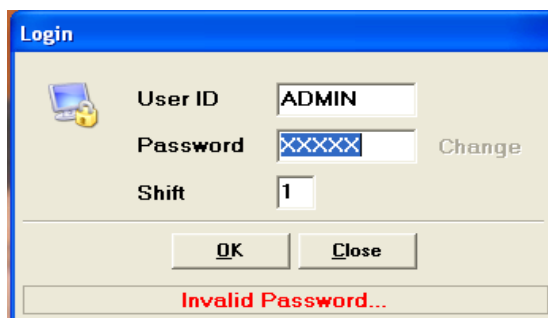 Login
User ID ADMIN
Password XXXXX Change
Shift 1
OK Close
Invalid Password...